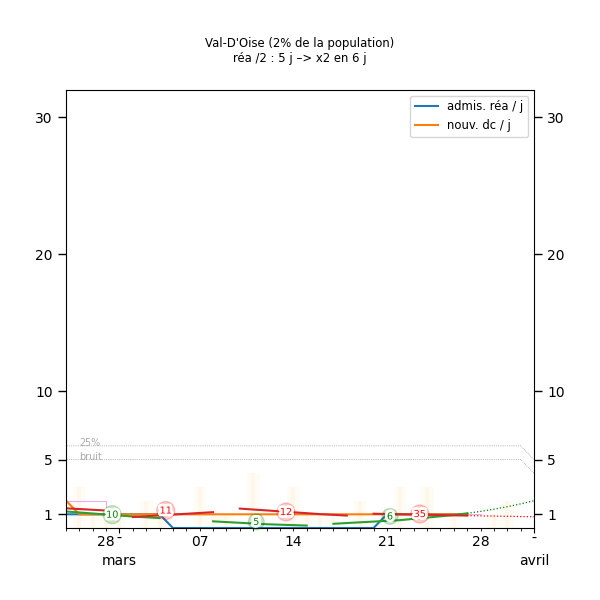 Val-D'Oise (2% de la population)
réa /2 : 5 j –> x2 en 6 j
admis. réa / j
nouv. dc / j
30 30
20 20
10 10
25%
bruit
5 5
11 12 35
10 5 6
1 1
28 - 07 14 21 28 -
mars avril